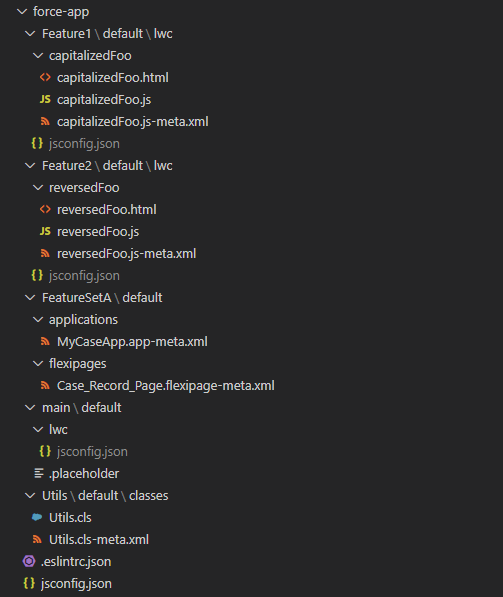 force-app
Feature1 \ default \ lwc
capitalizedFoo
<> capitalizedFoo.html
JS capitalizedFoo.js
capitalizedFoo.js-meta.xml
{} jsconfig.json
Feature2 \ default \ lwc
reversedFoo
<> reversedFoo.html
JS reversedFoo.js
reversedFoo.js-meta.xml
{} jsconfig.json
FeatureSetA \ default
applications
MyCaseApp.app-meta.xml
flexipages
Case_Record_Page.flexipage-meta.xml
main \ default
lwc
{} jsconfig.json
.placeholder
Utils \ default \ classes
Utils.cls
Utils.cls-meta.xml
.eslintrc.json
{} jsconfig.json